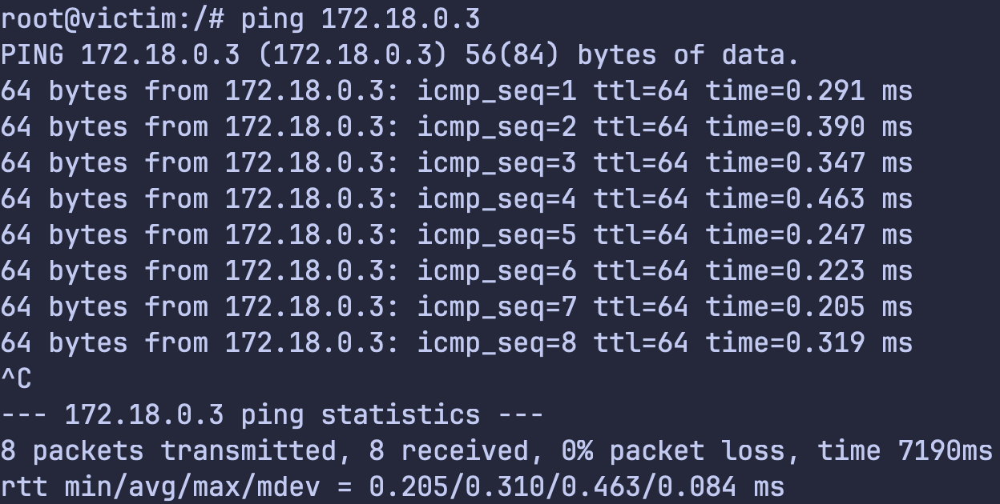 root@victim:/# ping 172.18.0.3
PING 172.18.0.3 (172.18.0.3) 56(84) bytes of data.
64 bytes from 172.18.0.3: icmp_seq=1 ttl=64 time=0.291 ms
64 bytes from 172.18.0.3: icmp_seq=2 ttl=64 time=0.390 ms
64 bytes from 172.18.0.3: icmp_seq=3 ttl=64 time=0.347 ms
64 bytes from 172.18.0.3: icmp_seq=4 ttl=64 time=0.463 ms
64 bytes from 172.18.0.3: icmp_seq=5 ttl=64 time=0.247 ms
64 bytes from 172.18.0.3: icmp_seq=6 ttl=64 time=0.223 ms
64 bytes from 172.18.0.3: icmp_seq=7 ttl=64 time=0.205 ms
64 bytes from 172.18.0.3: icmp_seq=8 ttl=64 time=0.319 ms
^C
--- 172.18.0.3 ping statistics ---
8 packets transmitted, 8 received, 0% packet loss, time 7190ms
rtt min/avg/max/mdev = 0.205/0.310/0.463/0.084 ms